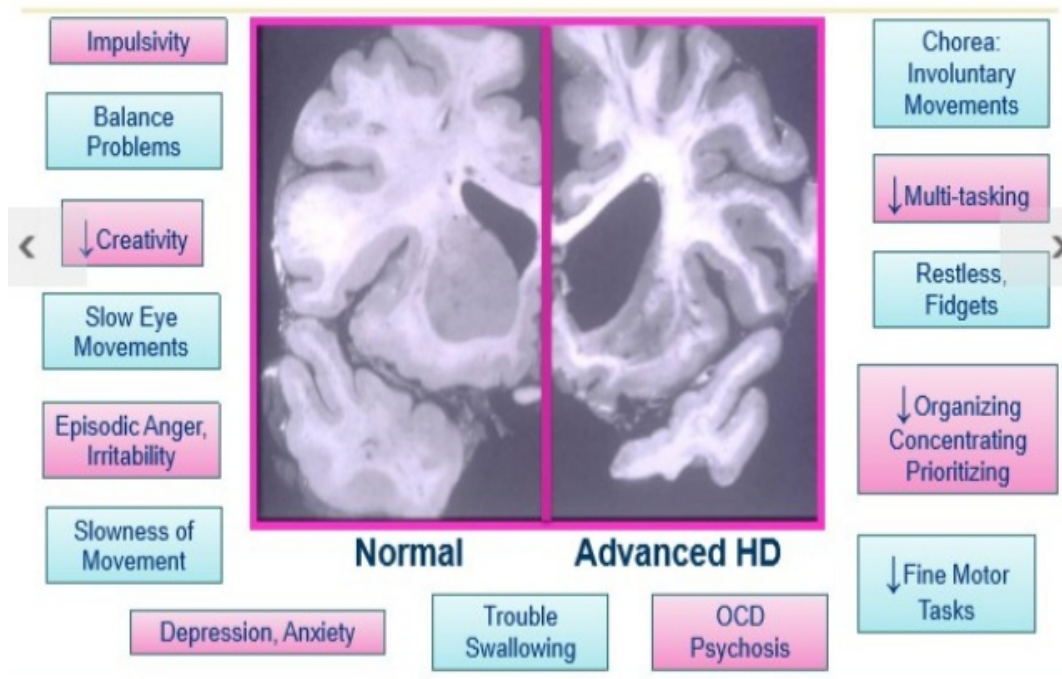 Impulsivity
Balance
Problems
↓Creativity
Slow Eye
Movements
Episodic Anger,
Irritability
Slowness of
Movement
Depression, Anxiety
Normal
Advanced HD
Trouble
Swallowing
OCD
Psychosis
Chorea:
Involuntary
Movements
↓Multi-tasking
Restless,
Fidgets
↓Organizing
Concentrating
Prioritizing
↓Fine Motor
Tasks